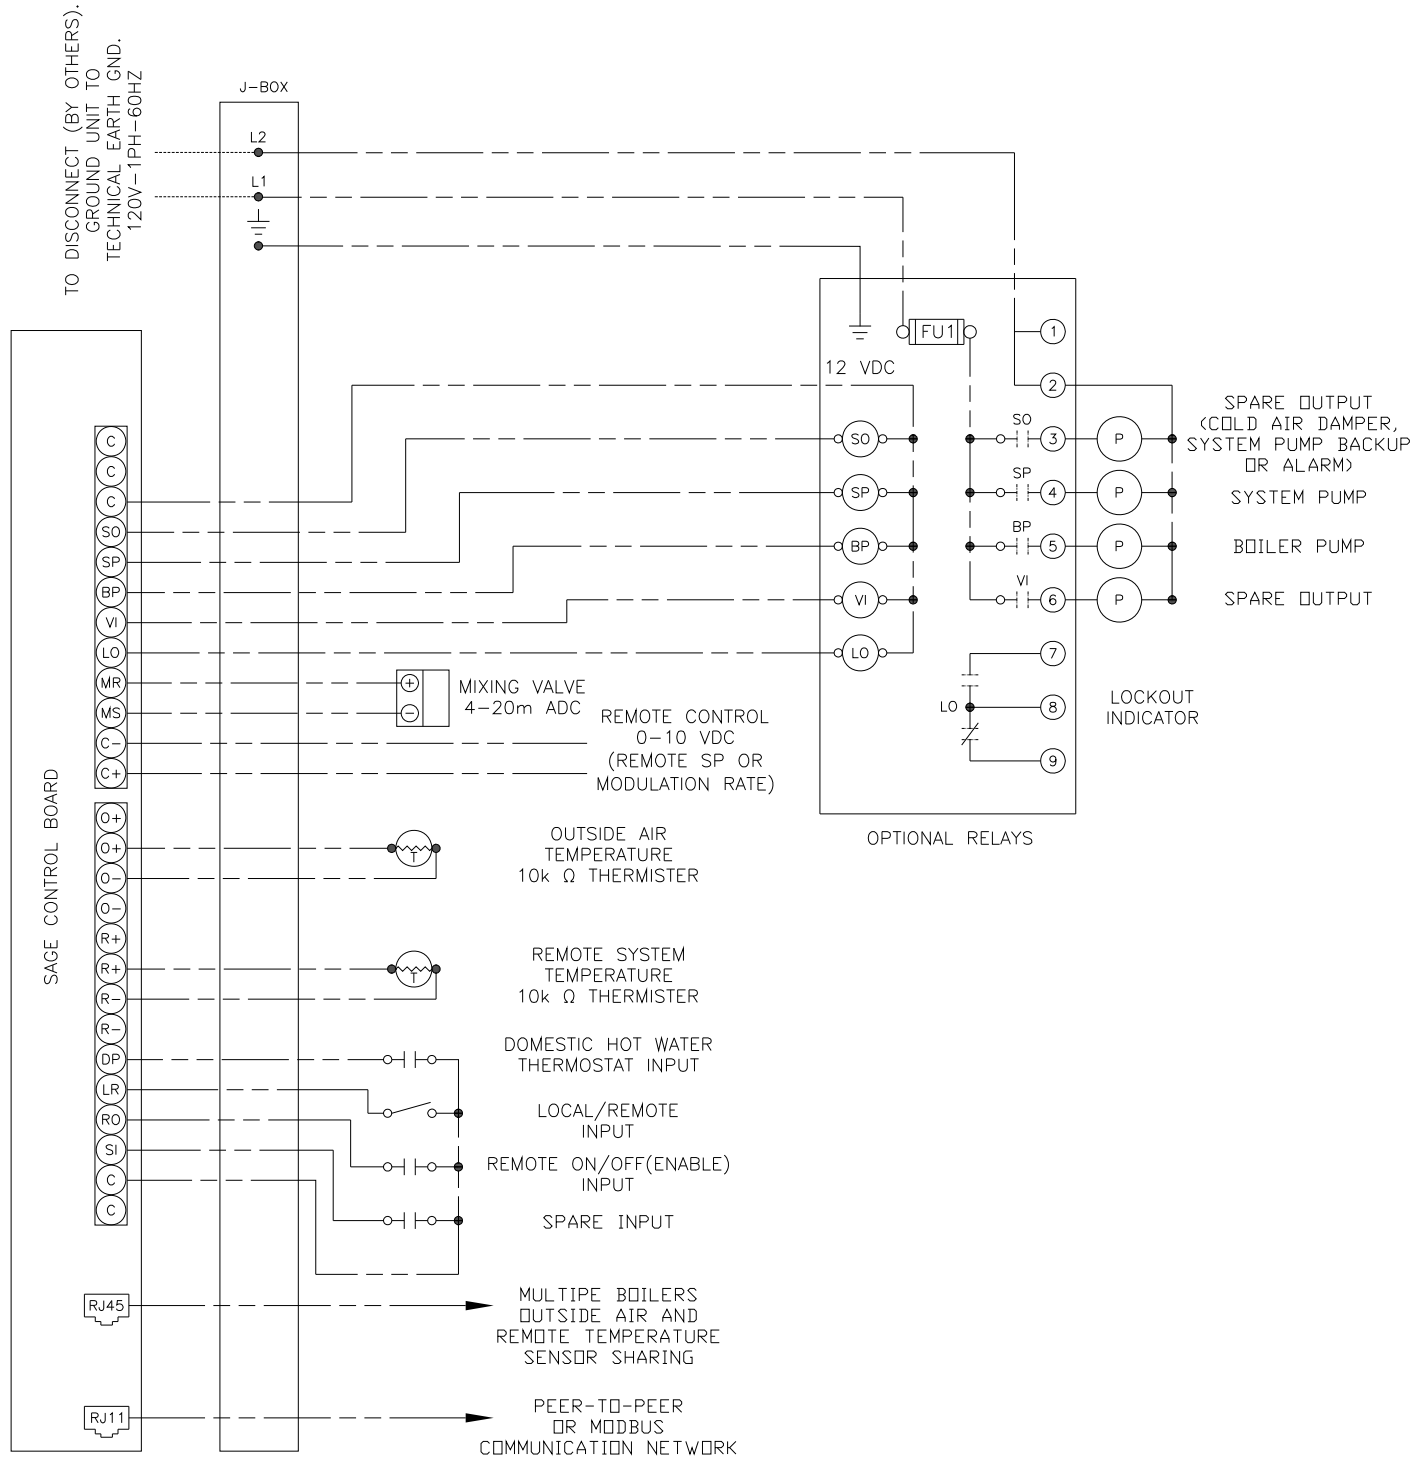 TO DISCONNECT (BY OTHERS).
GROUND UNIT TO
TECHNICAL EARTH GND.
120V-1PH-60HZ
J-BOX
L2
L1
FU1
1
12 VDC
2
SO
SP
BP
VI
LO
SO
3
P
SP
4
P
BP
5
P
VI
6
P
7
LO
8
9
SPARE OUTPUT
(COLD AIR DAMPER,
SYSTEM PUMP BACKUP
OR ALARM)
SYSTEM PUMP
BOILER PUMP
SPARE OUTPUT
LOCKOUT
INDICATOR
OPTIONAL RELAYS
SAGE CONTROL BOARD
C
C
C
SO
SP
BP
VI
LO
MR
MS
C-
C+
+
-
MIXING VALVE
4-20m ADC
REMOTE CONTROL
0-10 VDC
(REMOTE SP OR
MODULATION RATE)
O+
O+
O-
O-
R+
R+
R-
R-
DP
LR
RO
SI
C
C
T
OUTSIDE AIR
TEMPERATURE
10k Ω THERMISTER
T
REMOTE SYSTEM
TEMPERATURE
10k Ω THERMISTER
DOMESTIC HOT WATER
THERMOSTAT INPUT
LOCAL/REMOTE
INPUT
REMOTE ON/OFF(ENABLE)
INPUT
SPARE INPUT
RJ45
MULTIPE BOILERS
OUTSIDE AIR AND
REMOTE TEMPERATURE
SENSOR SHARING
RJ11
PEER-TO-PEER
OR MODBUS
COMMUNICATION NETWORK